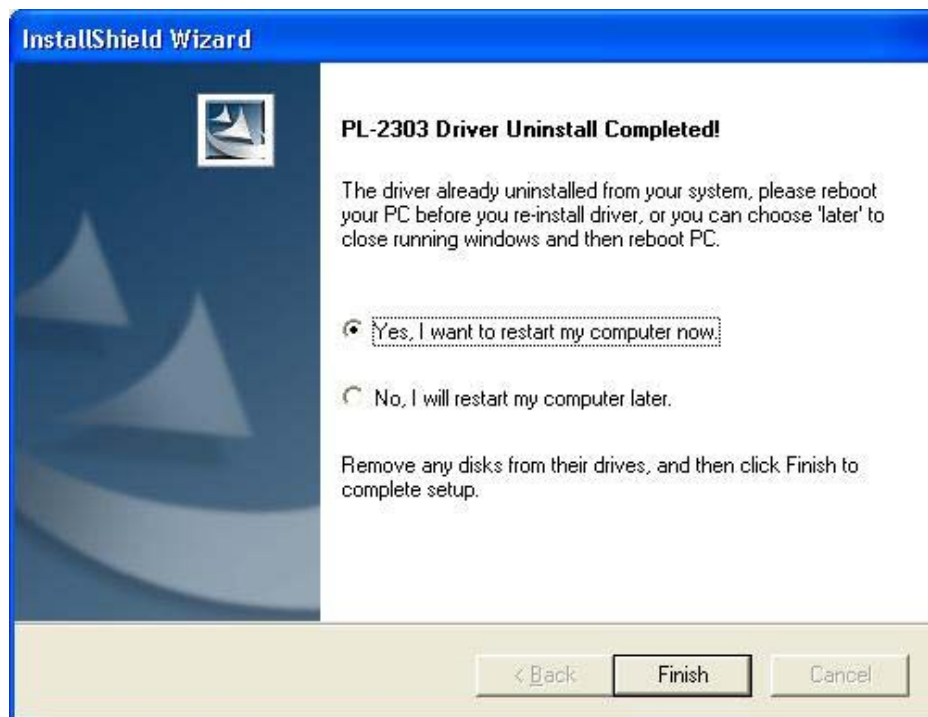 InstallShield Wizard
PL-2303 Driver Uninstall Completed!
The driver already uninstalled from your system, please reboot
your PC before you re-install driver, or you can choose 'later' to
close running windows and then reboot PC.
Yes, I want to restart my computer now.
No, I will restart my computer later.
Remove any disks from their drives, and then click Finish to
complete setup.
< Back
Finish
Cancel